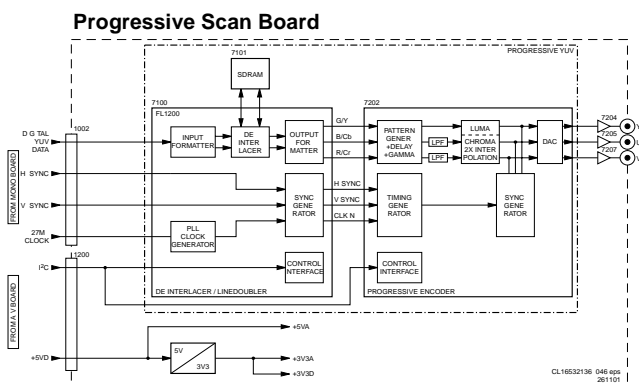 Progressive Scan Board
PROGRESSIVE YUV
7101
SDRAM
7100
FL1200
7202
1002
D G TAL
YUV
DATA
INPUT
FORMATTER
DE
INTER
LACER
OUTPUT
FOR
MATTER
G/Y
B/Cb
R/Cr
PATTERN
GENER
+DELAY
+GAMMA
LPF
LPF
LUMA
CHROMA
2X INTER
POLATION
DAC
7204
7205
7207
Y
U
V
FROM MONO BOARD
H SYNC
V SYNC
27M
CLOCK
PLL
CLOCK
GENERATOR
SYNC
GENE
RATOR
H SYNC
V SYNC
CLK N
TIMING
GENE
RATOR
SYNC
GENE
RATOR
1200
I²C
CONTROL
NTERFACE
CONTROL
INTERFACE
DE INTERLACER / LINEDOUBLER
PROGRESSIVE ENCODER
FROM A V BOARD
+5VA
+5VD
5V
3V3
+3V3A
+3V3D
CL16532136 046 eps
261101